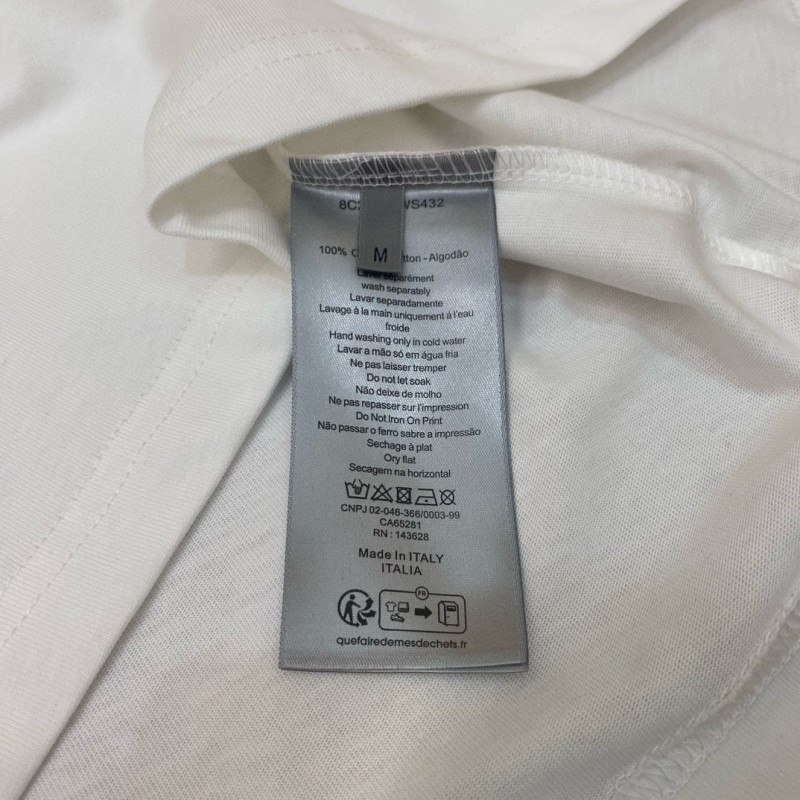 8C WS432
M
100% tton - Algodão
Laver séparément
wash separately
Lavar separadamente
Lavage à la main uniquement á l'eau
froide
Hand washing only in cold water
Lavar a mão só em água fria
Ne pas laisser tremper
Do not let soak
Não deixe de molho
Ne pas repasser sur l'impression
Do Not Iron On Print
Não passar o ferro sabre a impressão
Sechage à plat
Ory flat
Secagem na horizontal
CNPJ 02-046-366/0003-99
CA65281
RN : 143628
Made In ITALY
ITALIA
FR
quefairedemesdechets.fr